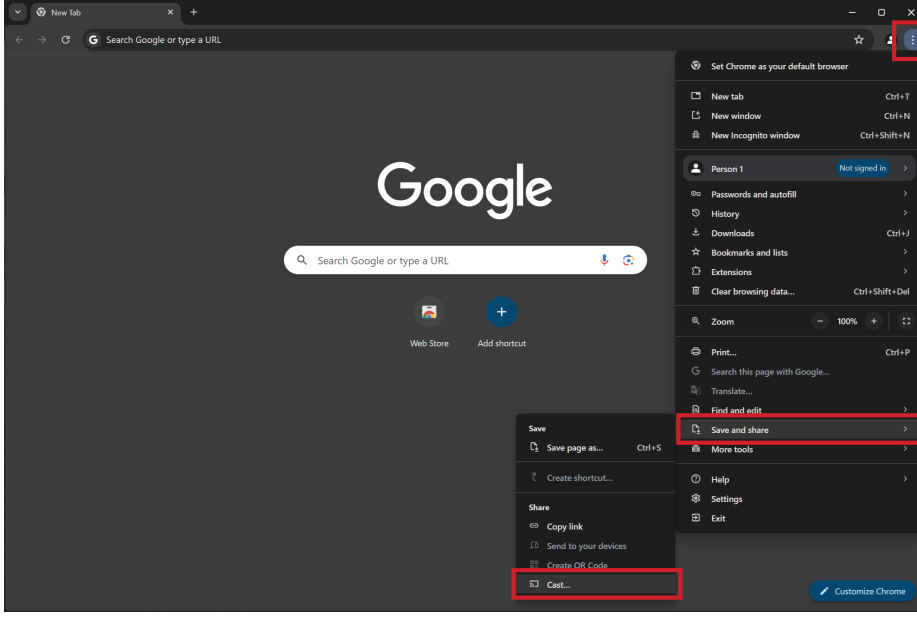 New Tab
Search Google or type a URL
Set Chrome as your default browser
New tab Ctrl+T
New window Ctrl+N
New Incognito window Ctrl+Shift+N
Person 1 Not signed in
Passwords and autofill
History
Downloads Ctrl+J
Bookmarks and lists
Extensions
Clear browsing data... Ctrl+Shift+Del
Zoom − 100% +
Print... Ctrl+P
Search this page with Google...
Translate...
Find and edit
Save and share
More tools
Help
Settings
Exit
Google
Search Google or type a URL
Web Store Add shortcut
Save
Save page as... Ctrl+S
Create shortcut...
Share
Copy link
Send to your devices
Create QR Code
Cast...
Customize Chrome